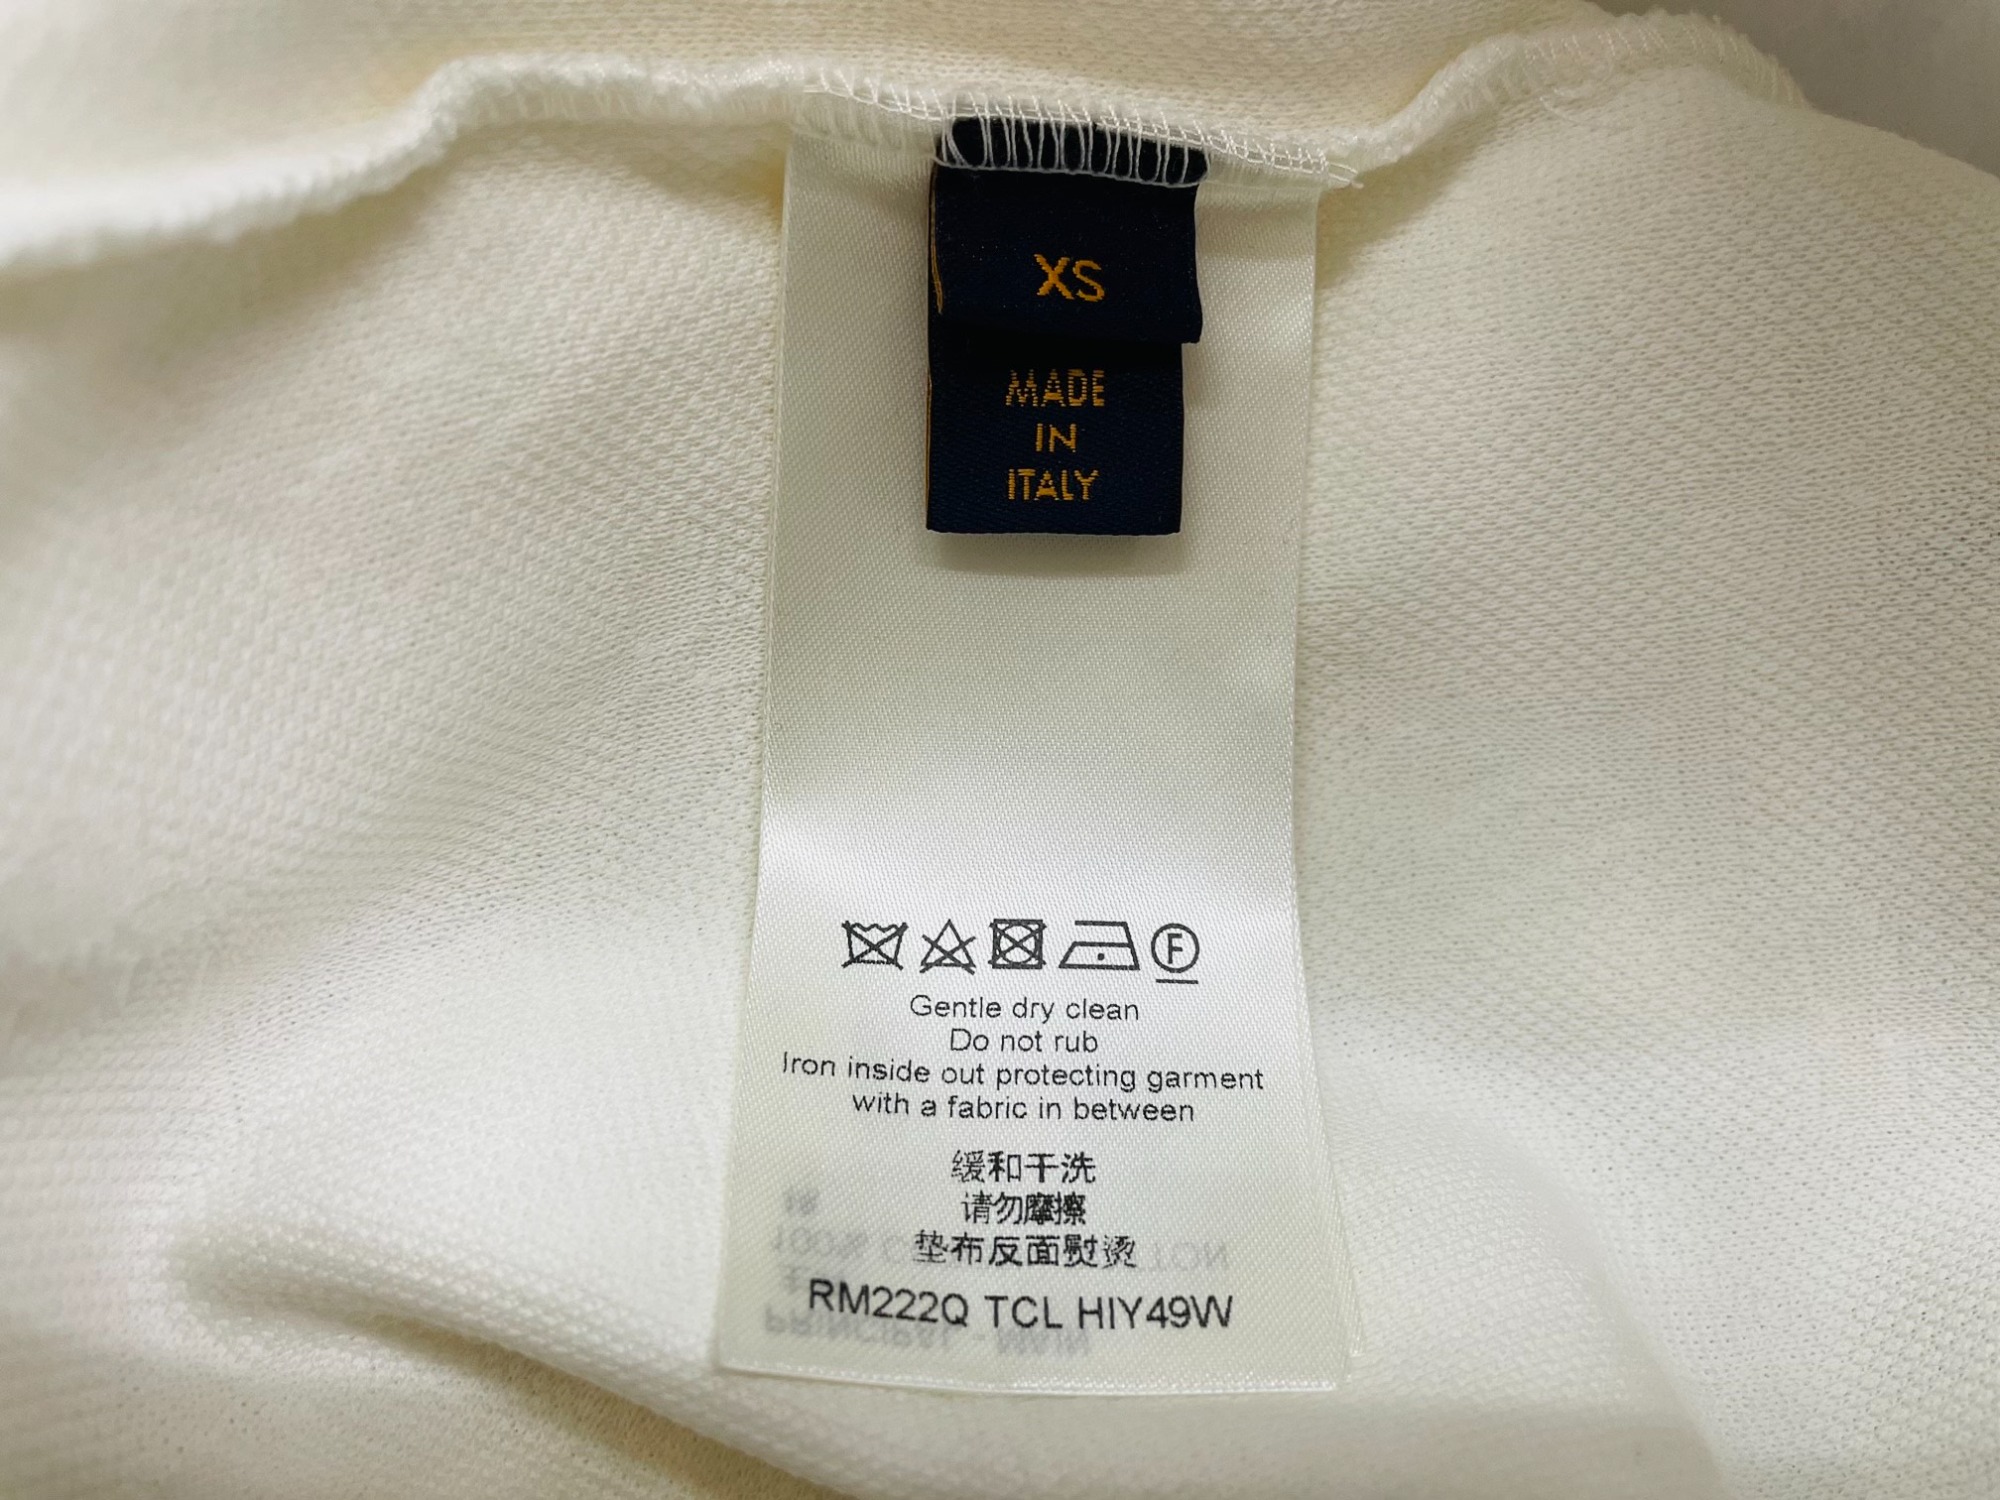 XS
MADE
IN
ITALY
F
Gentle dry clean
Do not rub
Iron inside out protecting garment
with a fabric in between
缓和干洗
请勿摩擦
垫布反面熨烫
RM222Q TCL HIY49W